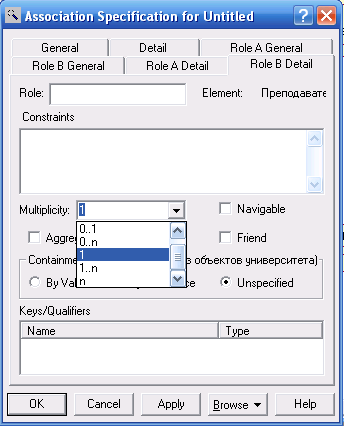 Association Specification for Untitled
General Detail Role A General
Role B General Role A Detail Role B Detail
Role: Element: Преподавате
Constraints
Multiplicity: 1 Navigable
0..1
0..n
Aggre Friend
1
Containme в объектов университета)
1..n
By Val ce Unspecified
n
Keys/Qualifiers
Name Type
OK Cancel Apply Browse Help